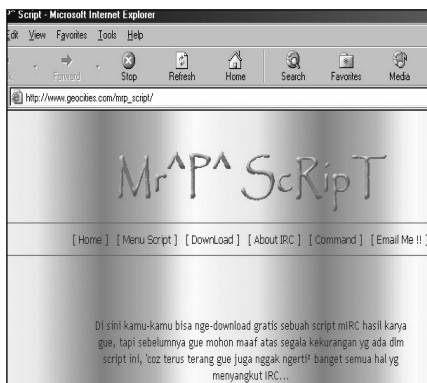 Script - Microsoft Internet Explorer
Edit View Favorites Tools Help
Forward Stop Refresh Home Search Favorites Media
http://www.geocities.com/mrp_script/
Mr^P^ ScRipT
[ Home ] [ Menu Script ] [ DownLoad ] [ About IRC ] [ Command ] [ Email Me !! ]
Di sini kamu-kamu bisa nge-download gratis sebuah script mIRC hasil karya
gue, tapi sebelumnya gue mohon maaf atas segala kekurangan yg ada dlm
script ini, 'coz terus terang gue juga nggak ngerti² banget semua hal yg
menyangkut IRC...